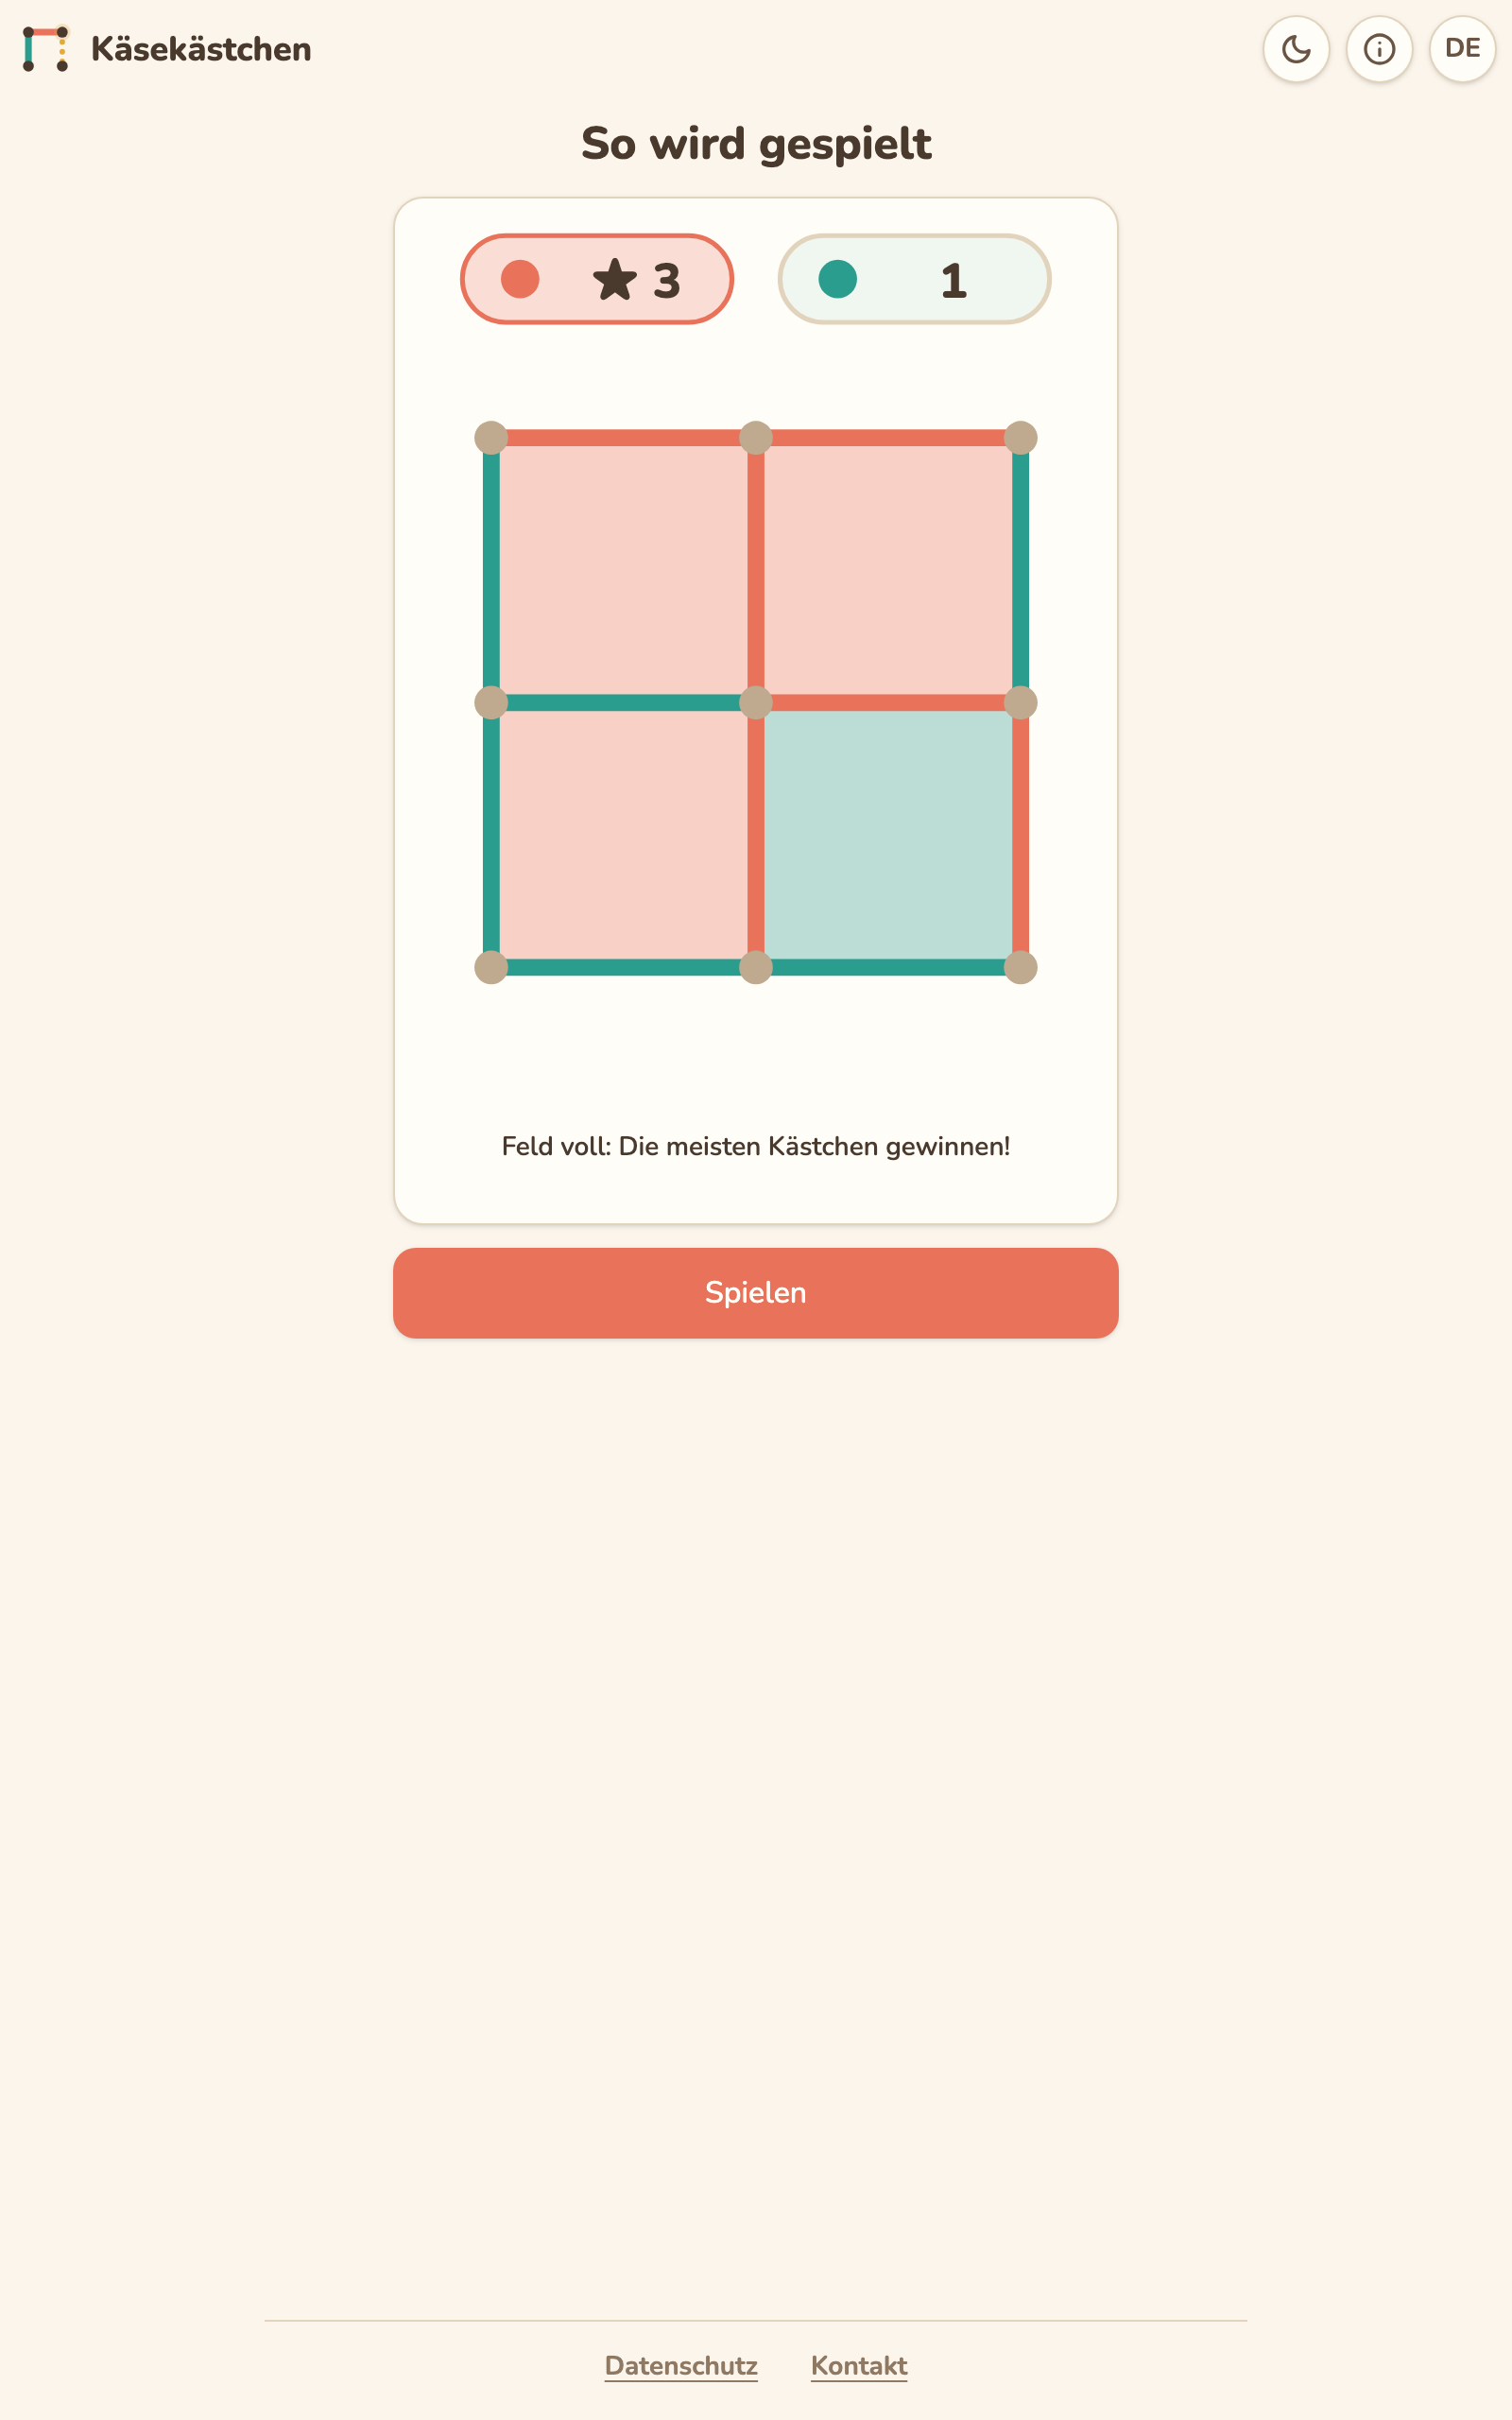 Käsekästchen
DE
So wird gespielt
3
1
Feld voll: Die meisten Kästchen gewinnen!
Spielen
Datenschutz
Kontakt